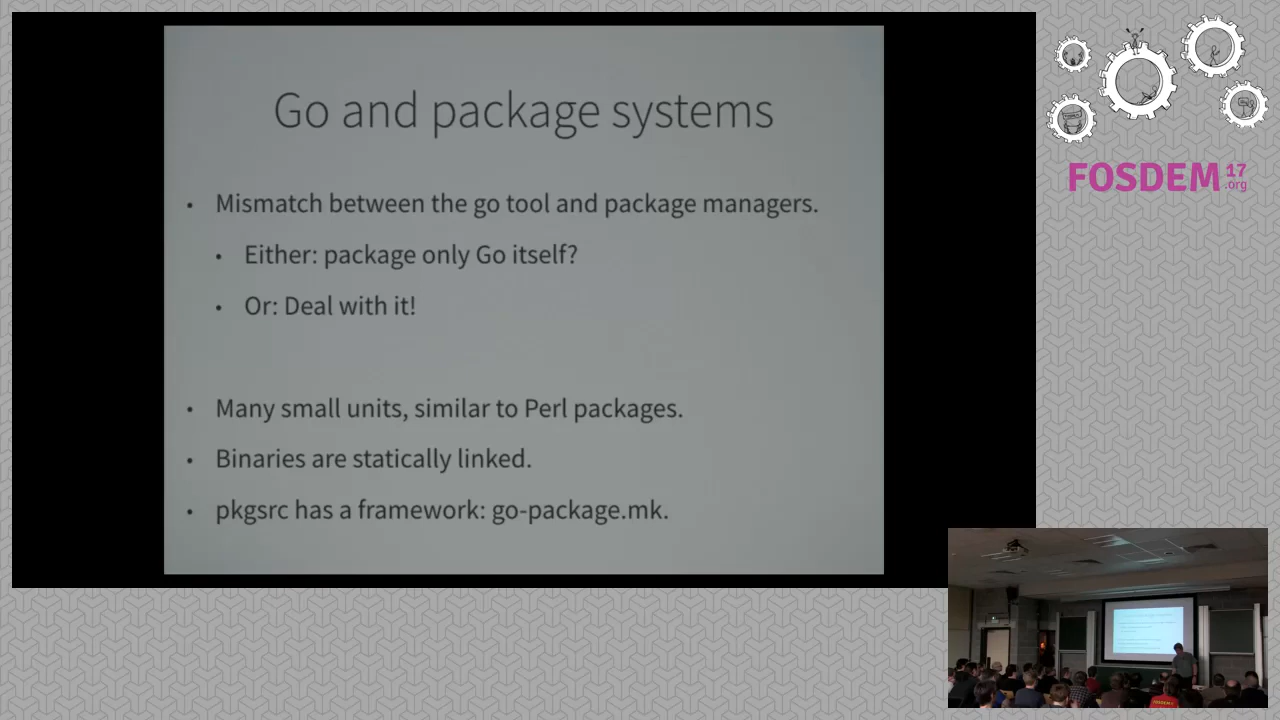 Go and package systems
• Mismatch between the go tool and package managers.
• Either: package only Go itself?
• Or: Deal with it!
• Many small units, similar to Perl packages.
• Binaries are statically linked.
• pkgsrc has a framework: go-package.mk.
FOSDEM 17
.org